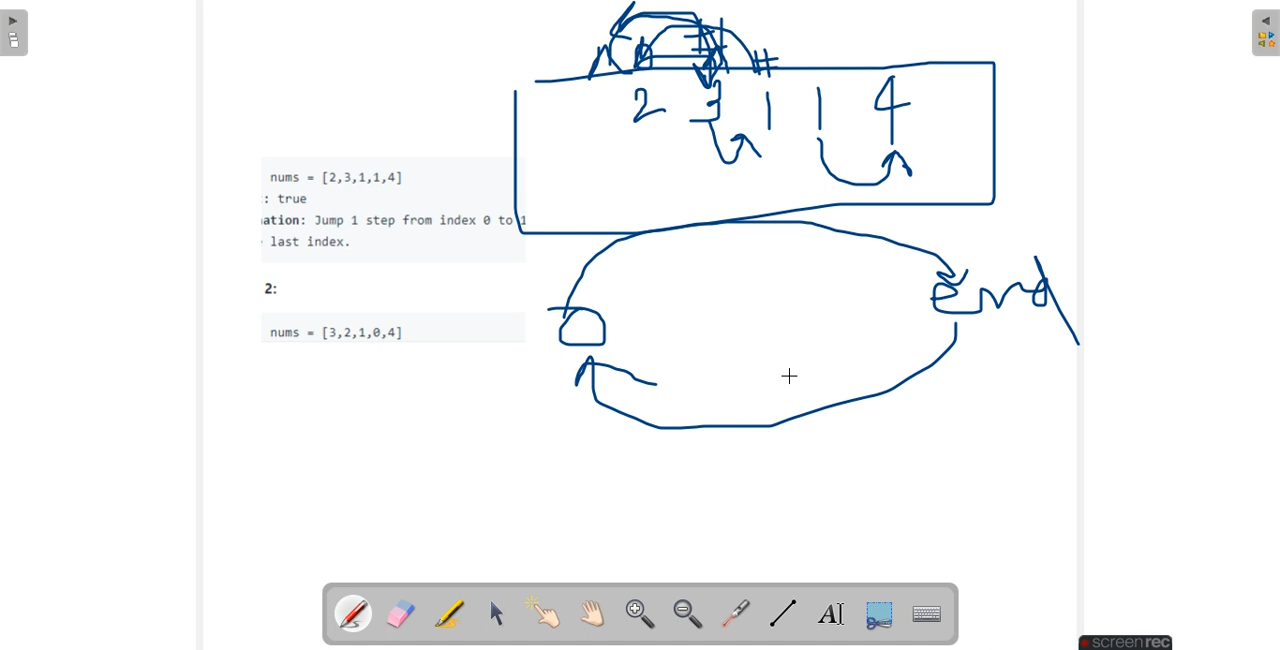 2 3 1 1 4
nums = [2,3,1,1,4]
: true
ation: Jump 1 step from index 0 to 1
last index.
end
2:
nums = [3,2,1,0,4]
AI
screenrec